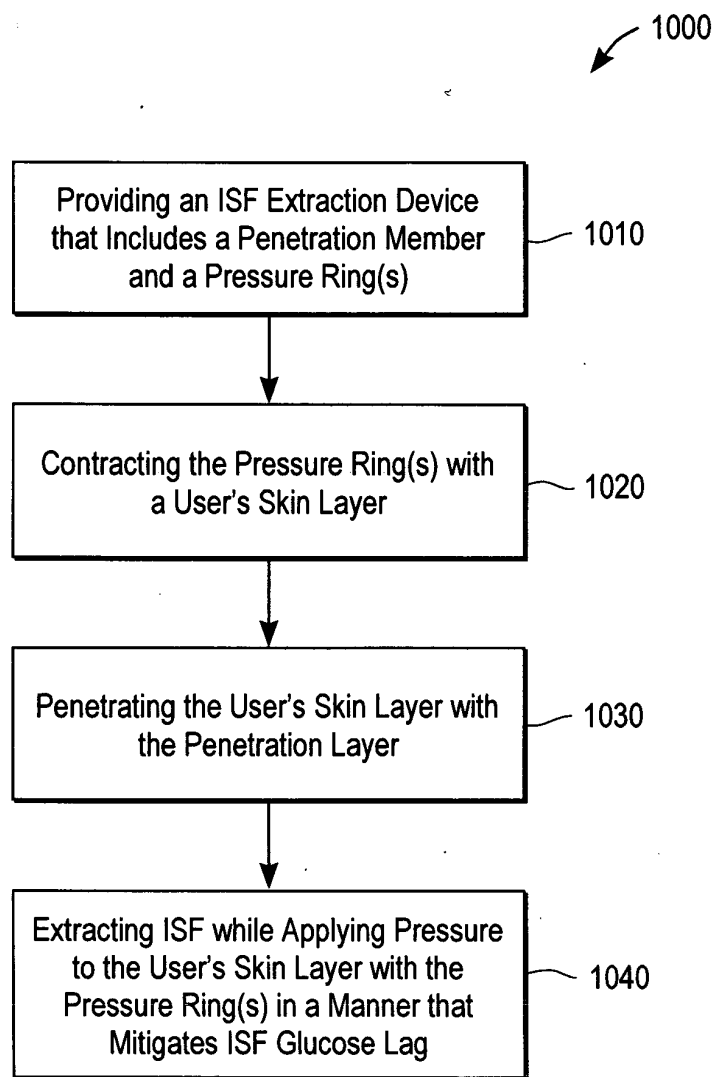 1000
Providing an ISF Extraction Device
that Includes a Penetration Member
and a Pressure Ring(s)
1010
Contracting the Pressure Ring(s) with
a User's Skin Layer
1020
Penetrating the User's Skin Layer with
the Penetration Layer
1030
Extracting ISF while Applying Pressure
to the User's Skin Layer with the
Pressure Ring(s) in a Manner that
Mitigates ISF Glucose Lag
1040